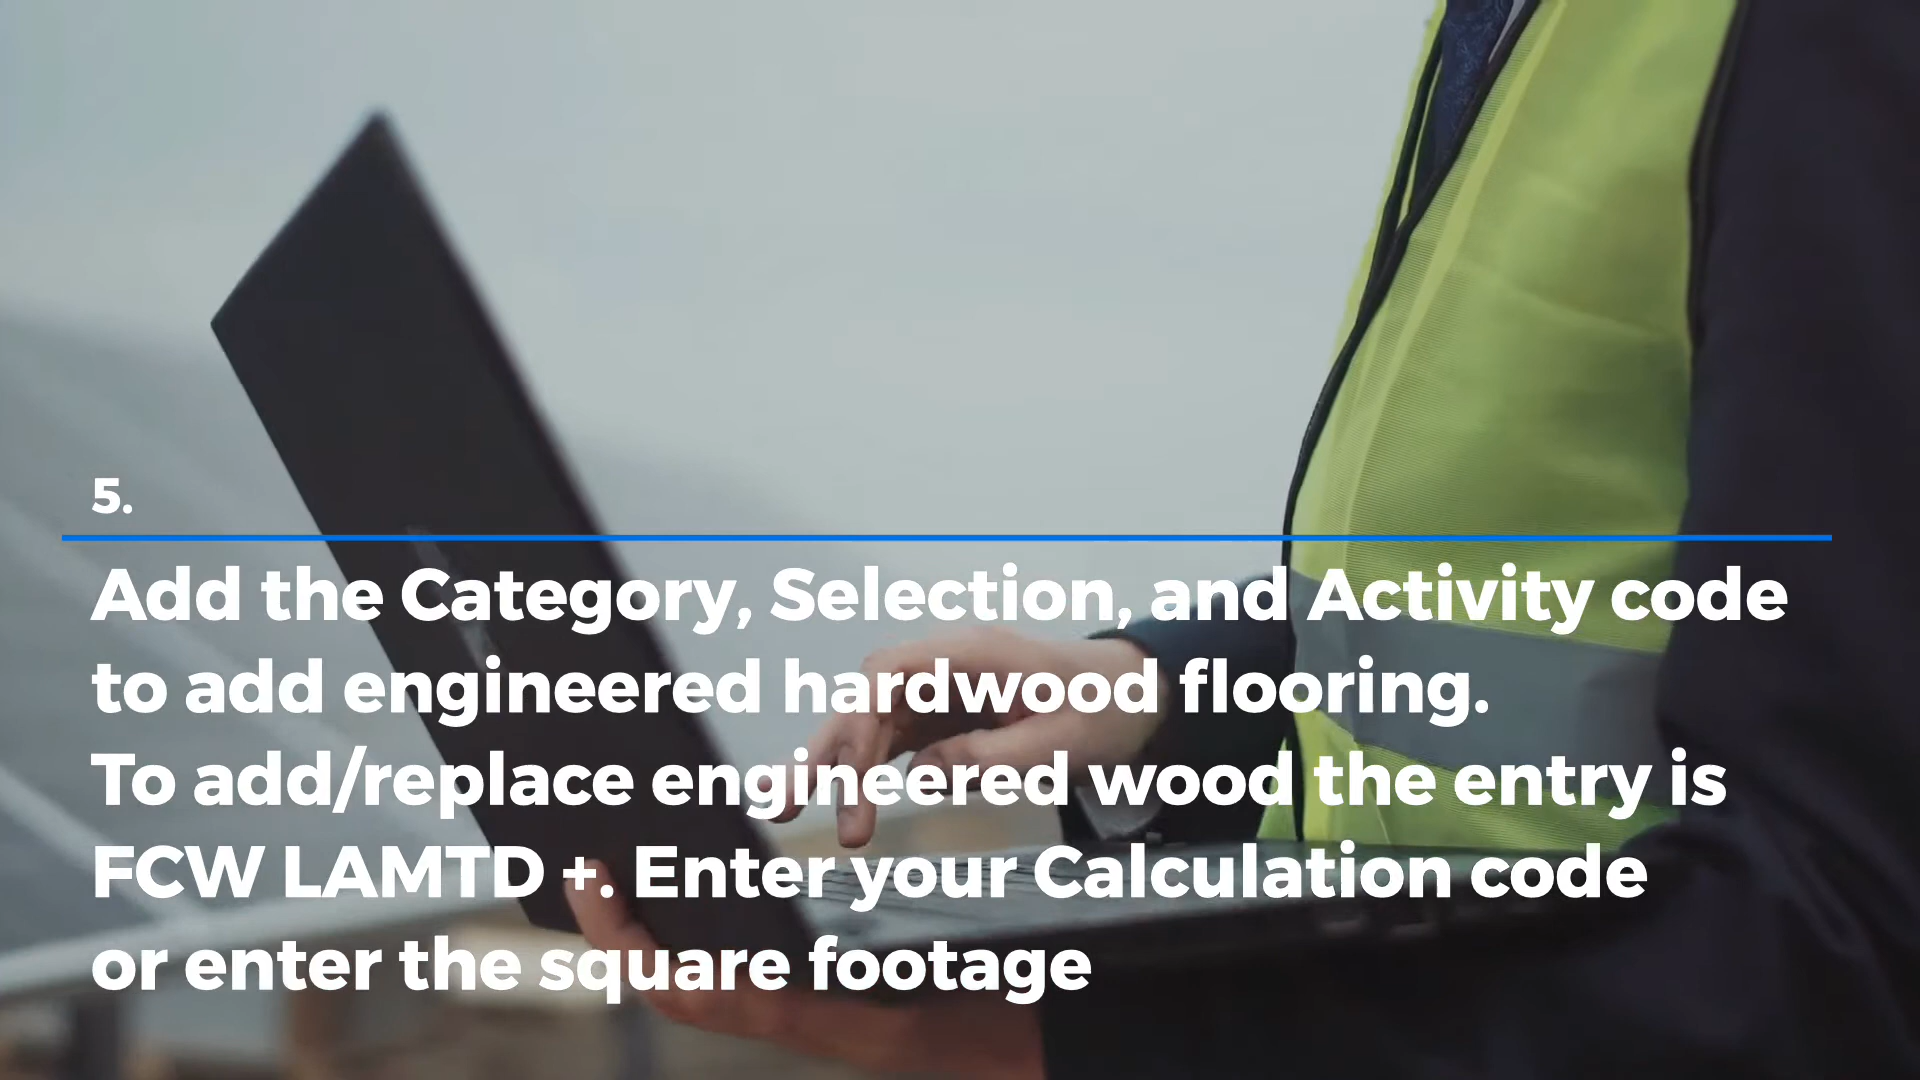 5.
Add the Category, Selection, and Activity code
to add engineered hardwood flooring.
To add/replace engineered wood the entry is
FCW LAMTD +. Enter your Calculation code
or enter the square footage